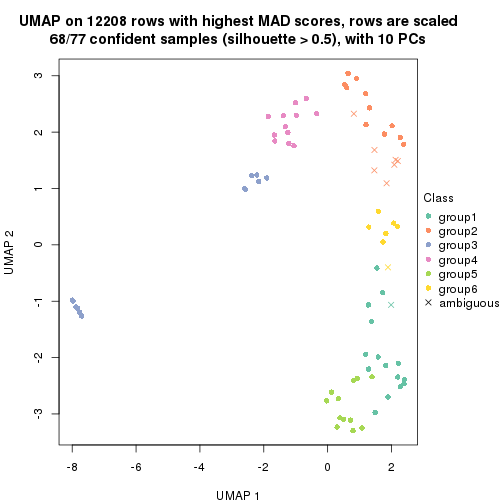 UMAP on 12208 rows with highest MAD scores, rows are scaled
68/77 confident samples (silhouette > 0.5), with 10 PCs
UMAP 2
3
2
1
0
-1
-2
-3
-8
-6
-4
-2
0
2
UMAP 1
Class
group1
group2
group3
group4
group5
group6
ambiguous